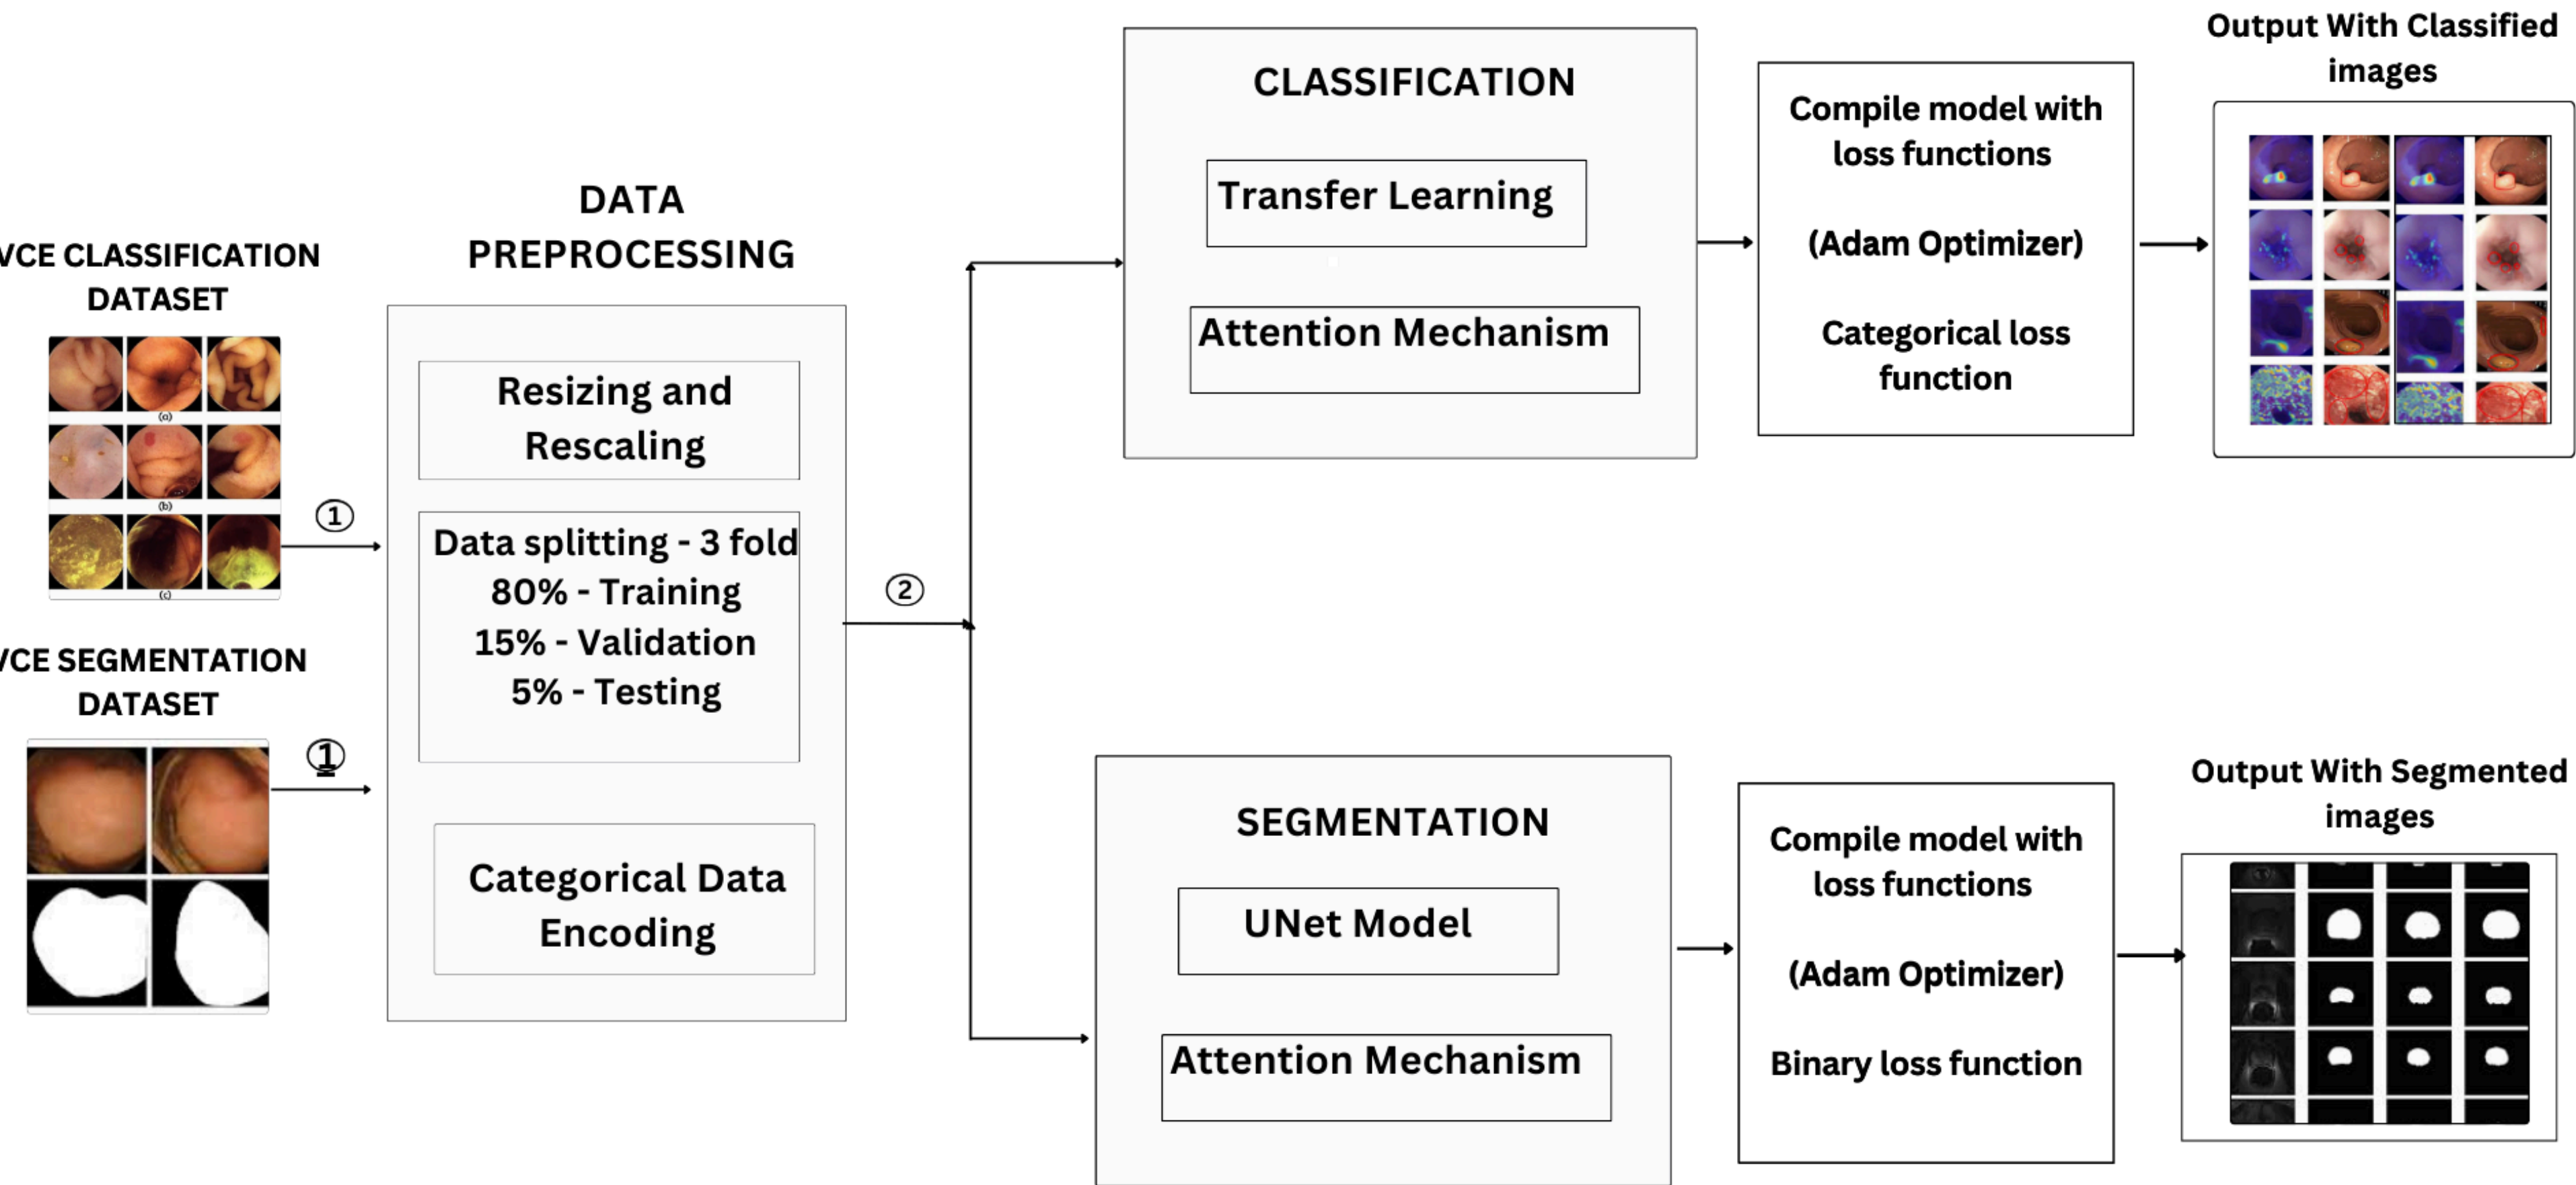 VCE CLASSIFICATION
DATASET
(a)
(b)
(c)
①
VCE SEGMENTATION
DATASET
①
DATA
PREPROCESSING
Resizing and
Rescaling
Data splitting - 3 fold
80% - Training
15% - Validation
5% - Testing
Categorical Data
Encoding
②
CLASSIFICATION
Transfer Learning
Attention Mechanism
Compile model with
loss functions
(Adam Optimizer)
Categorical loss
function
Output With Classified
images
SEGMENTATION
UNet Model
Attention Mechanism
Compile model with
loss functions
(Adam Optimizer)
Binary loss function
Output With Segmented
images